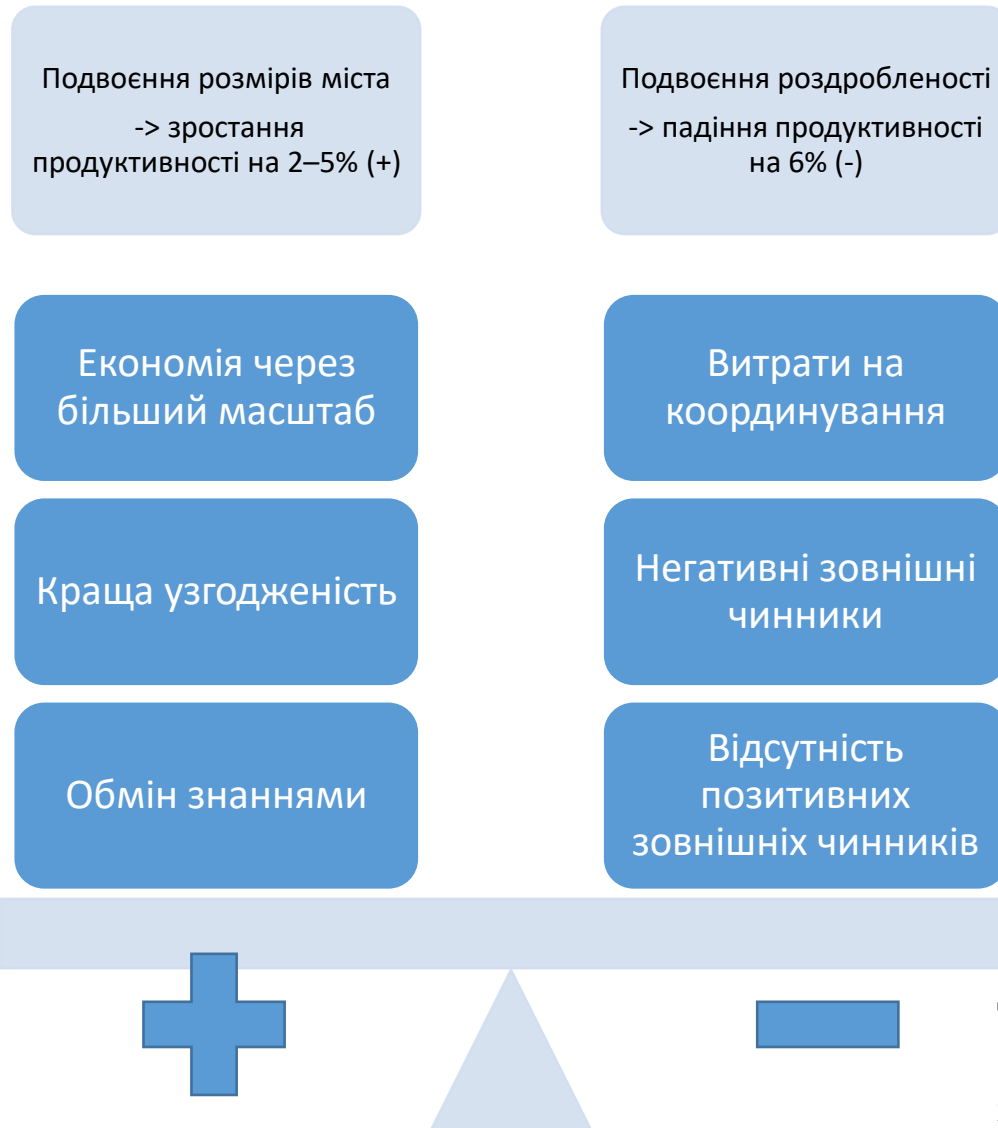 Подвоєння розмірів міста
-> зростання
продуктивності на 2–5% (+)
Подвоєння роздробленості
-> падіння продуктивності
на 6% (-)
Економія через
більший масштаб
Витрати на
координування
Краща узгодженість
Негативні зовнішні
чинники
Обмін знаннями
Відсутність
позитивних
зовнішніх чинників